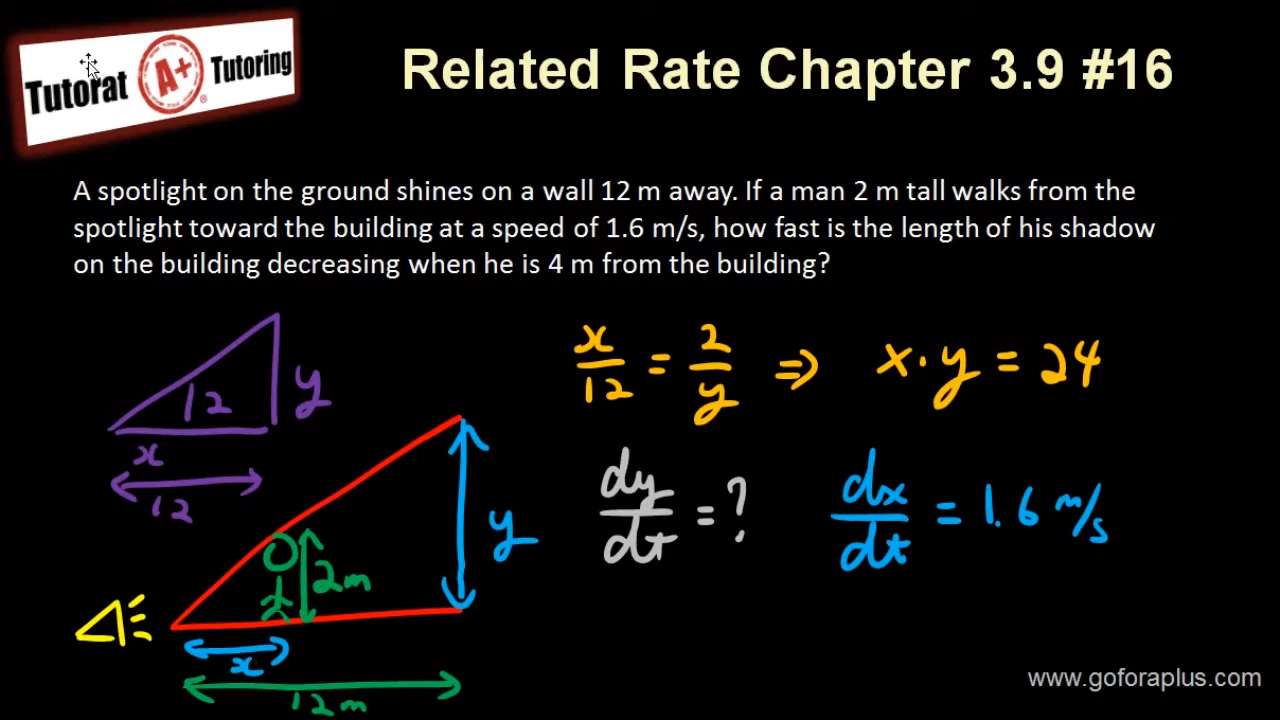 Tutorat A+ Tutoring ®
Related Rate Chapter 3.9 #16
A spotlight on the ground shines on a wall 12 m away. If a man 2 m tall walks from the
spotlight toward the building at a speed of 1.6 m/s, how fast is the length of his shadow
on the building decreasing when he is 4 m from the building?
x/12 = 2/y ⇒ x · y = 24
12 y
x
12
dy/dt = ? dx/dt = 1.6 m/s
y
2m
x
12 m
www.goforaplus.com